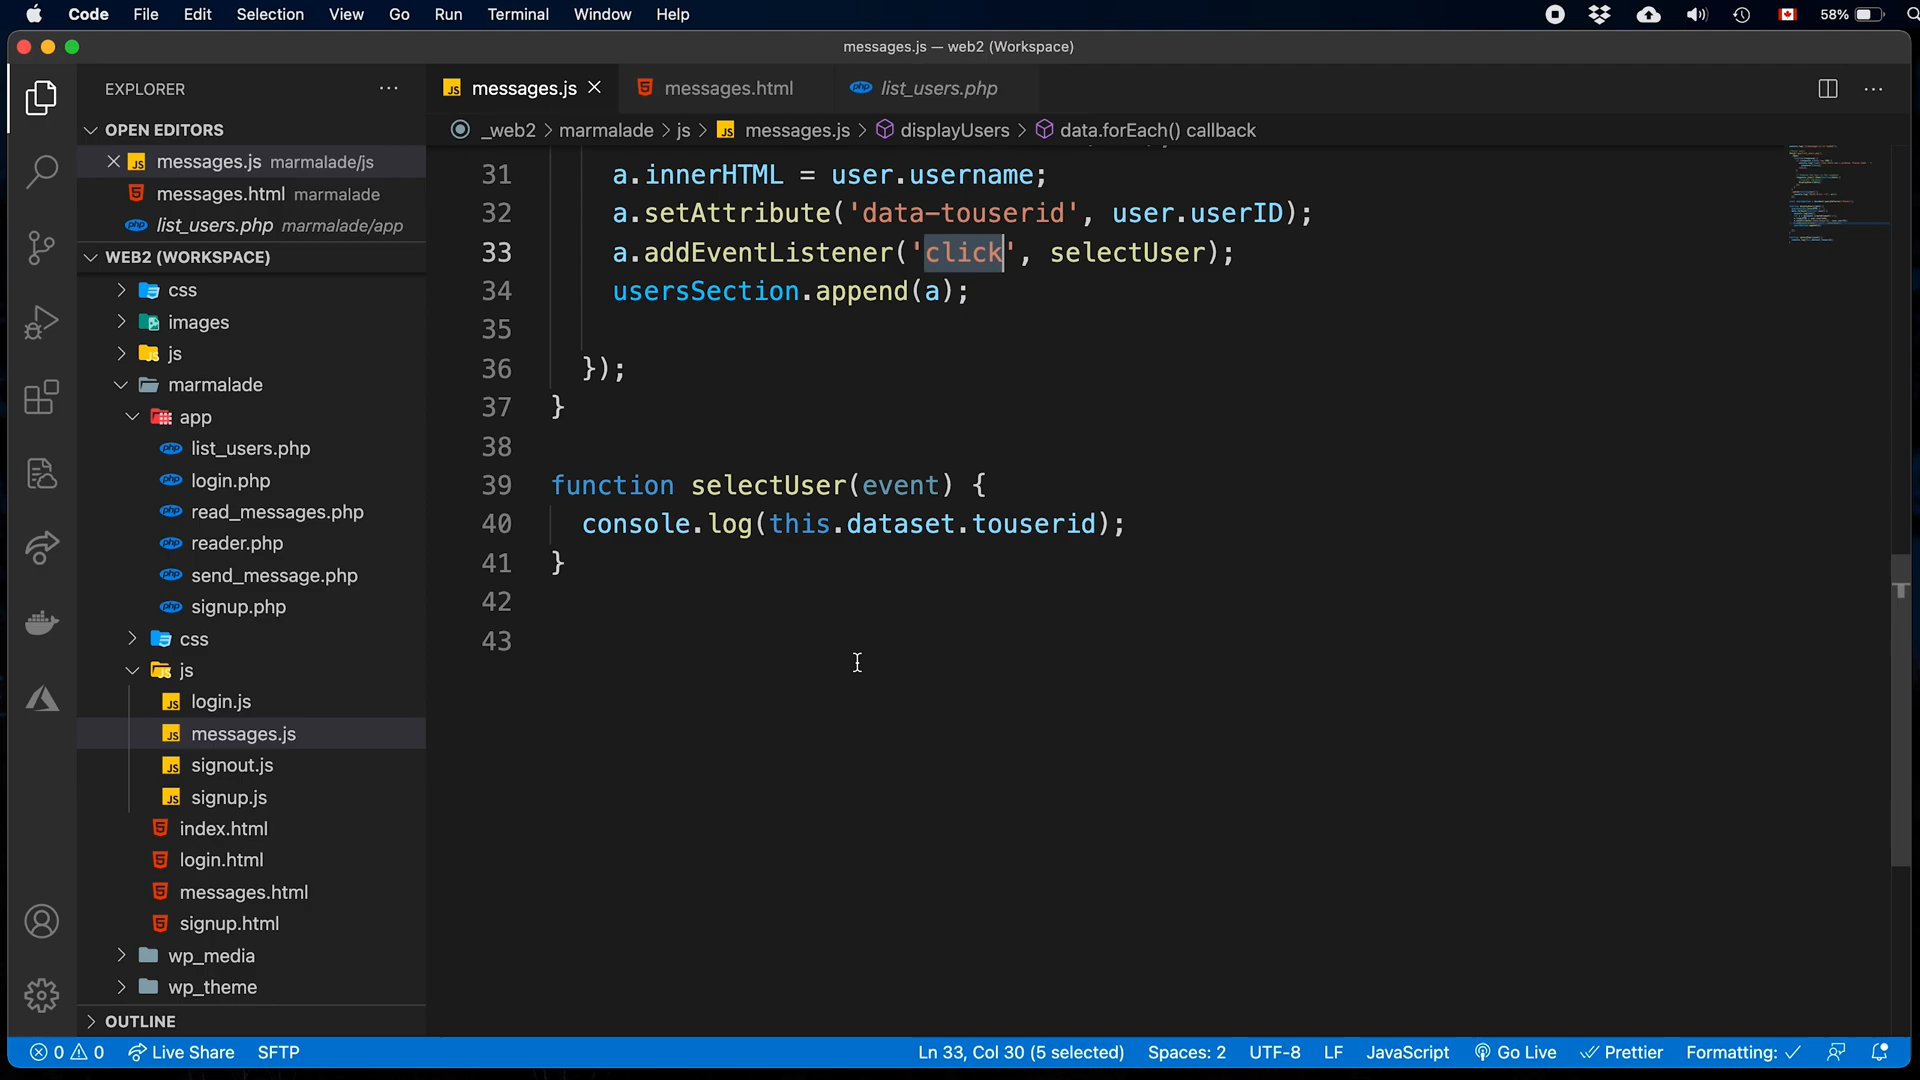 Code File Edit Selection View Go Run Terminal Window Help 58%
messages.js — web2 (Workspace)
EXPLORER
OPEN EDITORS
messages.js marmalade/js
messages.html marmalade
list_users.php marmalade/app
WEB2 (WORKSPACE)
css
images
js
marmalade
app
list_users.php
login.php
read_messages.php
reader.php
send_message.php
signup.php
css
js
login.js
messages.js
signout.js
signup.js
index.html
login.html
messages.html
signup.html
wp_media
wp_theme
OUTLINE
messages.js messages.html list_users.php
_web2 > marmalade > js > messages.js > displayUsers > data.forEach() callback
31 a.innerHTML = user.username;
32 a.setAttribute('data-touserid', user.userID);
33 a.addEventListener('click', selectUser);
34 usersSection.append(a);
35
36 });
37 }
38
39 function selectUser(event) {
40 console.log(this.dataset.touserid);
41 }
42
43
0 0 Live Share SFTP Ln 33, Col 30 (5 selected) Spaces: 2 UTF-8 LF JavaScript Go Live Prettier Formatting: ✓